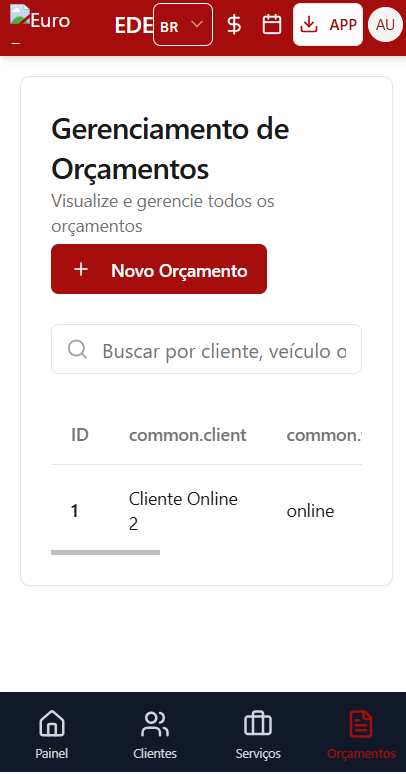 Euro
EDE
BR
APP
AU
Gerenciamento de
Orçamentos
Visualize e gerencie todos os
orçamentos
+ Novo Orçamento
Buscar por cliente, veículo o
ID common.client common.
1 Cliente Online
2 online
Painel Clientes Serviços Orçamentos